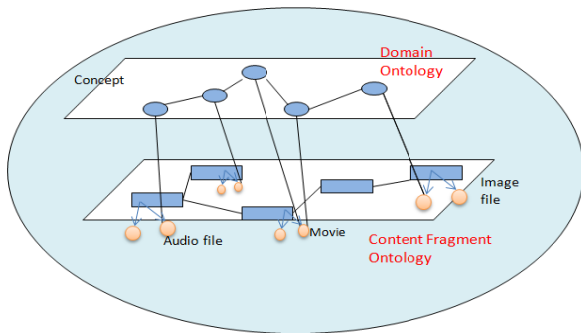 Domain
Ontology
Concept
Image
file
Audio file
Movie
Content Fragment
Ontology